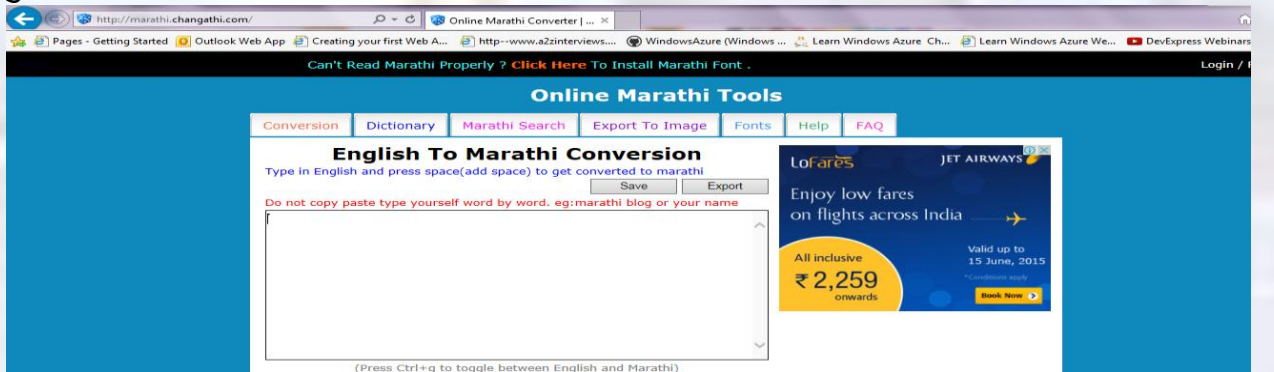 http://marathi.changathi.com/
Online Marathi Converter | ...
Pages - Getting Started Outlook Web App Creating your first Web A... http--www.a2zinterviews.... WindowsAzure (Windows ... Learn Windows Azure Ch... Learn Windows Azure We... DevExpress Webinars
Can't Read Marathi Properly ? Click Here To Install Marathi Font .
Login /
Online Marathi Tools
Conversion Dictionary Marathi Search Export To Image Fonts Help FAQ
English To Marathi Conversion
Type in English and press space(add space) to get converted to marathi
Save Export
Do not copy paste type yourself word by word. eg:marathi blog or your name
LoFares JET AIRWAYS
Enjoy low fares
on flights across India
All inclusive
₹ 2,259
onwards
Valid up to
15 June, 2015
*Conditions apply
Book Now
(Press Ctrl+g to toggle between English and Marathi)